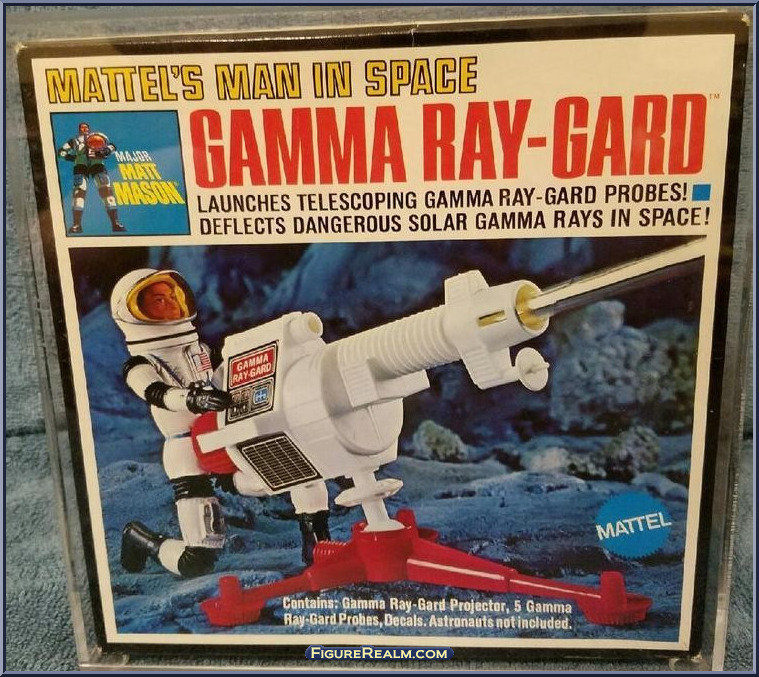 MATTEL'S MAN IN SPACE
MAJOR
MATT
MASON
GAMMA RAY-GARD™
LAUNCHES TELESCOPING GAMMA RAY-GARD PROBES!
DEFLECTS DANGEROUS SOLAR GAMMA RAYS IN SPACE!
GAMMA
RAY-GARD
MATTEL
Contains: Gamma Ray-Gard Projector, 5 Gamma
Ray-Gard Probes, Decals. Astronauts not included.
FIGUREREALM.COM